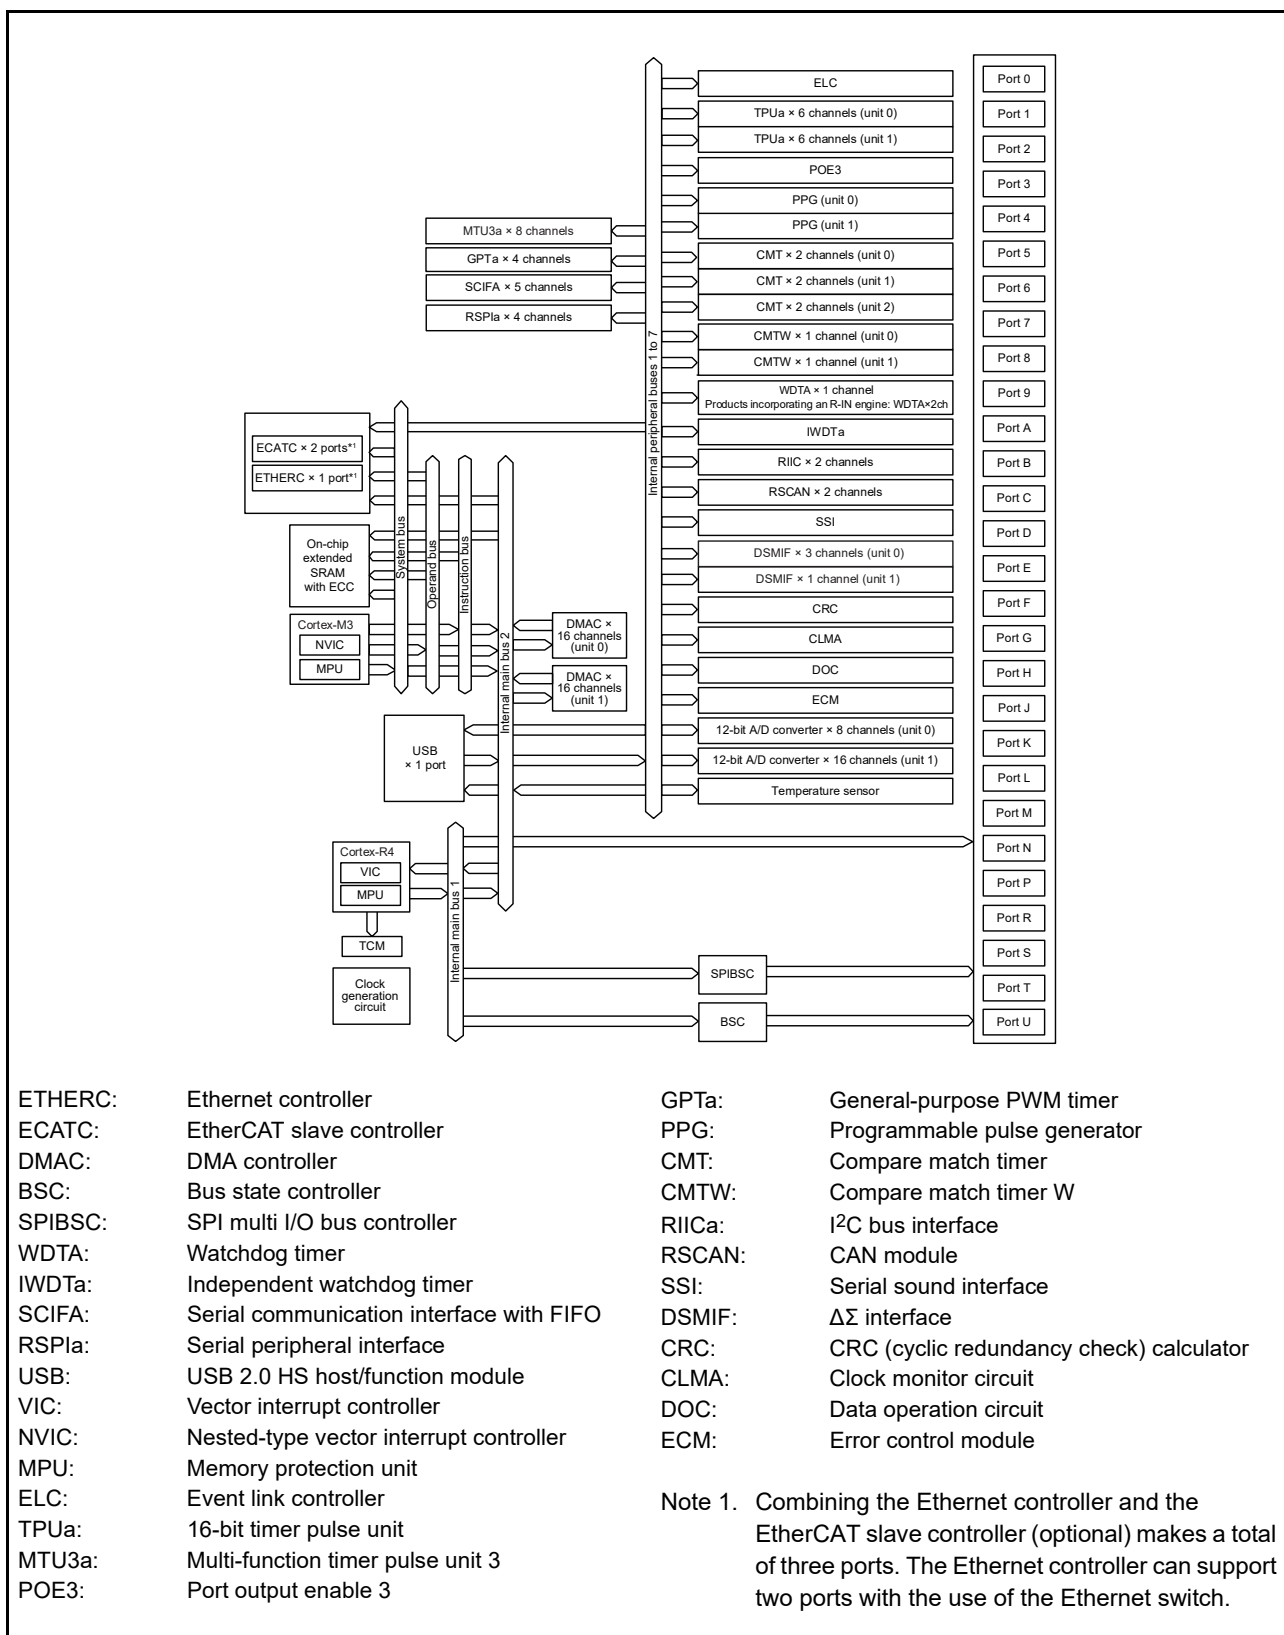 ELC
TPUa × 6 channels (unit 0)
TPUa × 6 channels (unit 1)
POE3
PPG (unit 0)
PPG (unit 1)
CMT × 2 channels (unit 0)
CMT × 2 channels (unit 1)
CMT × 2 channels (unit 2)
CMTW × 1 channel (unit 0)
CMTW × 1 channel (unit 1)
WDTA × 1 channel
Products incorporating an R-IN engine: WDTA×2ch
IWDTa
RIIC × 2 channels
RSCAN × 2 channels
SSI
DSMIF × 3 channels (unit 0)
DSMIF × 1 channel (unit 1)
CRC
CLMA
DOC
ECM
12-bit A/D converter × 8 channels (unit 0)
12-bit A/D converter × 16 channels (unit 1)
Temperature sensor
MTU3a × 8 channels
GPTa × 4 channels
SCIFA × 5 channels
RSPIa × 4 channels
Internal peripheral buses 1 to 7
ECATC × 2 ports*1
ETHERC × 1 port*1
On-chip
extended
SRAM
with ECC
Cortex-M3
NVIC
MPU
System bus
Operand bus
Instruction bus
Internal main bus 2
DMAC ×
16 channels
(unit 0)
DMAC ×
16 channels
(unit 1)
USB
× 1 port
Cortex-R4
VIC
MPU
TCM
Clock
generation
circuit
Internal main bus 1
SPIBSC
BSC
Port 0
Port 1
Port 2
Port 3
Port 4
Port 5
Port 6
Port 7
Port 8
Port 9
Port A
Port B
Port C
Port D
Port E
Port F
Port G
Port H
Port J
Port K
Port L
Port M
Port N
Port P
Port R
Port S
Port T
Port U
ETHERC: Ethernet controller
ECATC: EtherCAT slave controller
DMAC: DMA controller
BSC: Bus state controller
SPIBSC: SPI multi I/O bus controller
WDTA: Watchdog timer
IWDTa: Independent watchdog timer
SCIFA: Serial communication interface with FIFO
RSPIa: Serial peripheral interface
USB: USB 2.0 HS host/function module
VIC: Vector interrupt controller
NVIC: Nested-type vector interrupt controller
MPU: Memory protection unit
ELC: Event link controller
TPUa: 16-bit timer pulse unit
MTU3a: Multi-function timer pulse unit 3
POE3: Port output enable 3
GPTa: General-purpose PWM timer
PPG: Programmable pulse generator
CMT: Compare match timer
CMTW: Compare match timer W
RIICa: I2C bus interface
RSCAN: CAN module
SSI: Serial sound interface
DSMIF: ΔΣ interface
CRC: CRC (cyclic redundancy check) calculator
CLMA: Clock monitor circuit
DOC: Data operation circuit
ECM: Error control module
Note 1. Combining the Ethernet controller and the
EtherCAT slave controller (optional) makes a total
of three ports. The Ethernet controller can support
two ports with the use of the Ethernet switch.